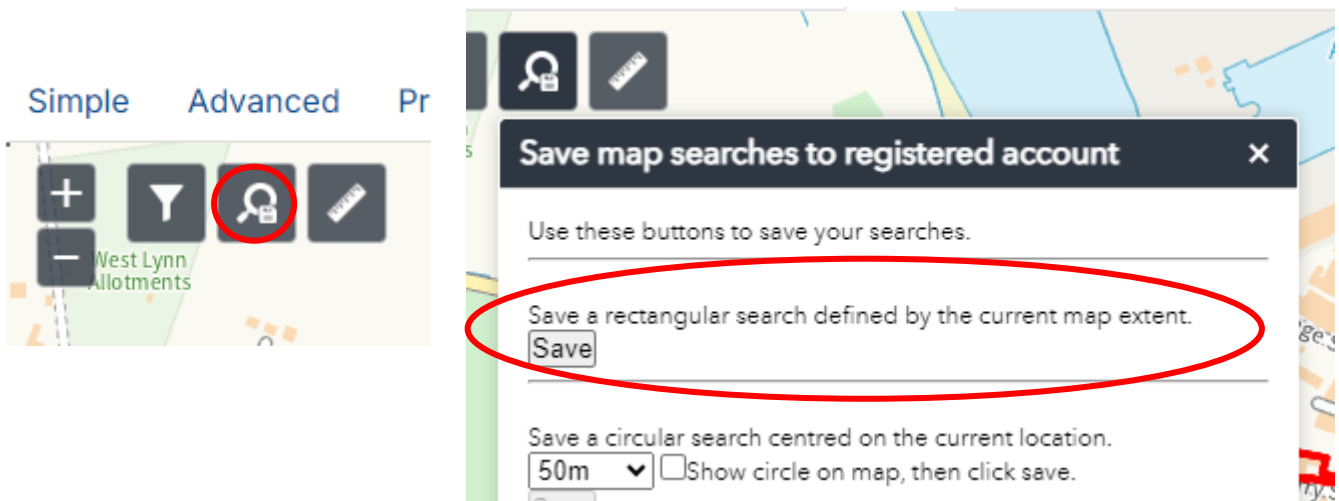 Simple Advanced Pr
+
−
West Lynn
Allotments
Save map searches to registered account ×
Use these buttons to save your searches.
Save a rectangular search defined by the current map extent.
Save
Save a circular search centred on the current location.
50m Show circle on map, then click save.